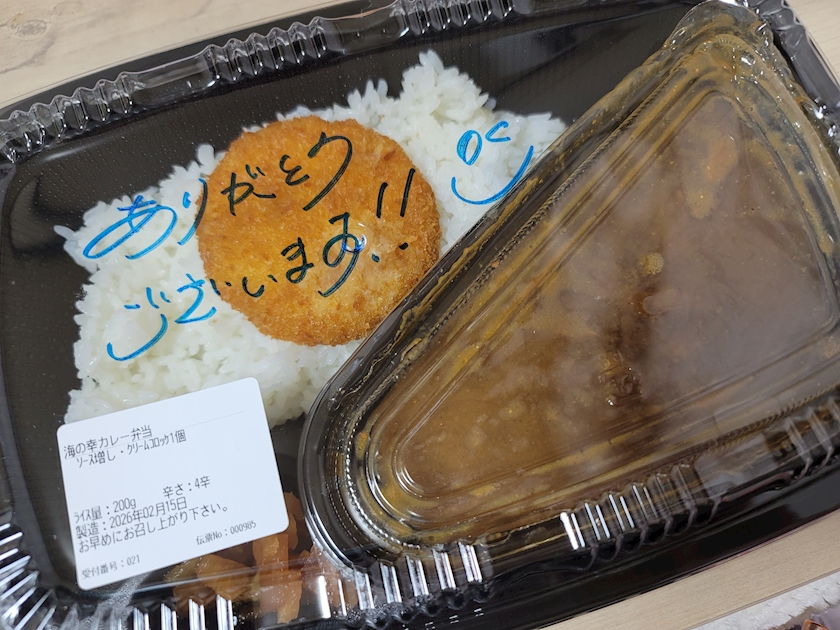 ありがとう
ございます!!
海の幸カレー弁当
ソース増し・クリームコロッケ1個
ライス量：200g 辛さ：4辛
製造：2026年02月15日
お早めにお召し上がり下さい。
伝票No：000985
受付番号：021